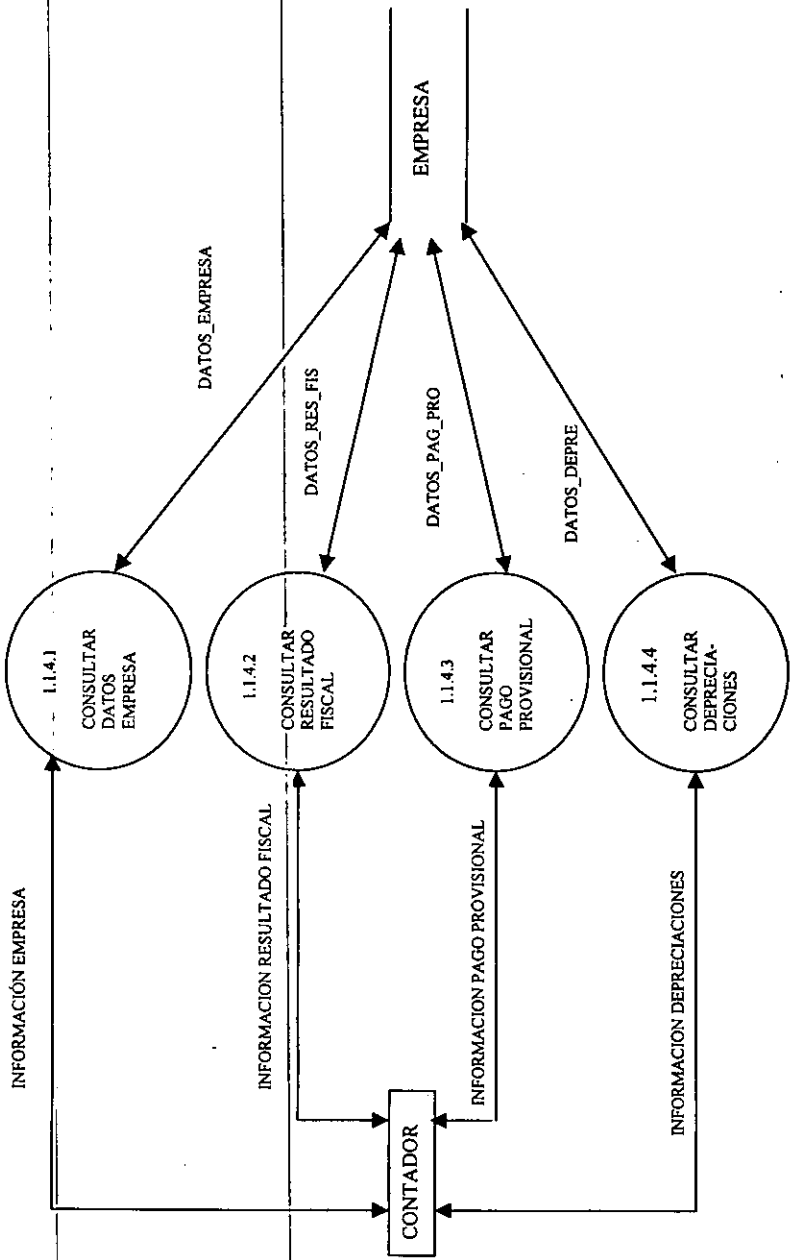 INFORMACIÓN EMPRESA
1.1.4.1
CONSULTAR
DATOS
EMPRESA
DATOS_EMPRESA
INFORMACION RESULTADO FISCAL
1.1.4.2
CONSULTAR
RESULTADO
FISCAL
DATOS_RES_FIS
CONTADOR
EMPRESA
INFORMACION PAGO PROVISIONAL
1.1.4.3
CONSULTAR
PAGO
PROVISIONAL
DATOS_PAG_PRO
INFORMACION DEPRECIACIONES
1.1.4.4
CONSULTAR
DEPRECIA-
CIONES
DATOS_DEPRE